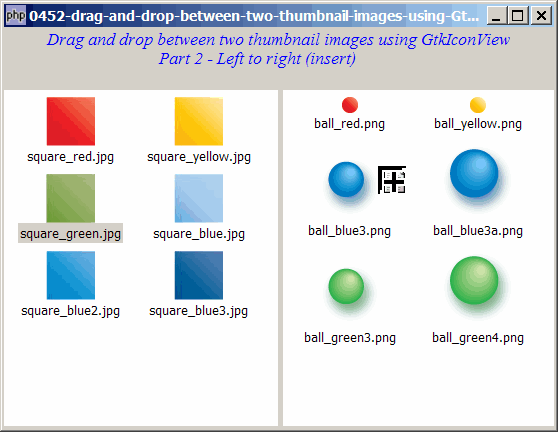 php 0452-drag-and-drop-between-two-thumbnail-images-using-Gt...
Drag and drop between two thumbnail images using GtkIconView
Part 2 - Left to right (insert)
square_red.jpg square_yellow.jpg
square_green.jpg square_blue.jpg
square_blue2.jpg square_blue3.jpg
ball_red.png ball_yellow.png
ball_blue3.png ball_blue3a.png
ball_green3.png ball_green4.png